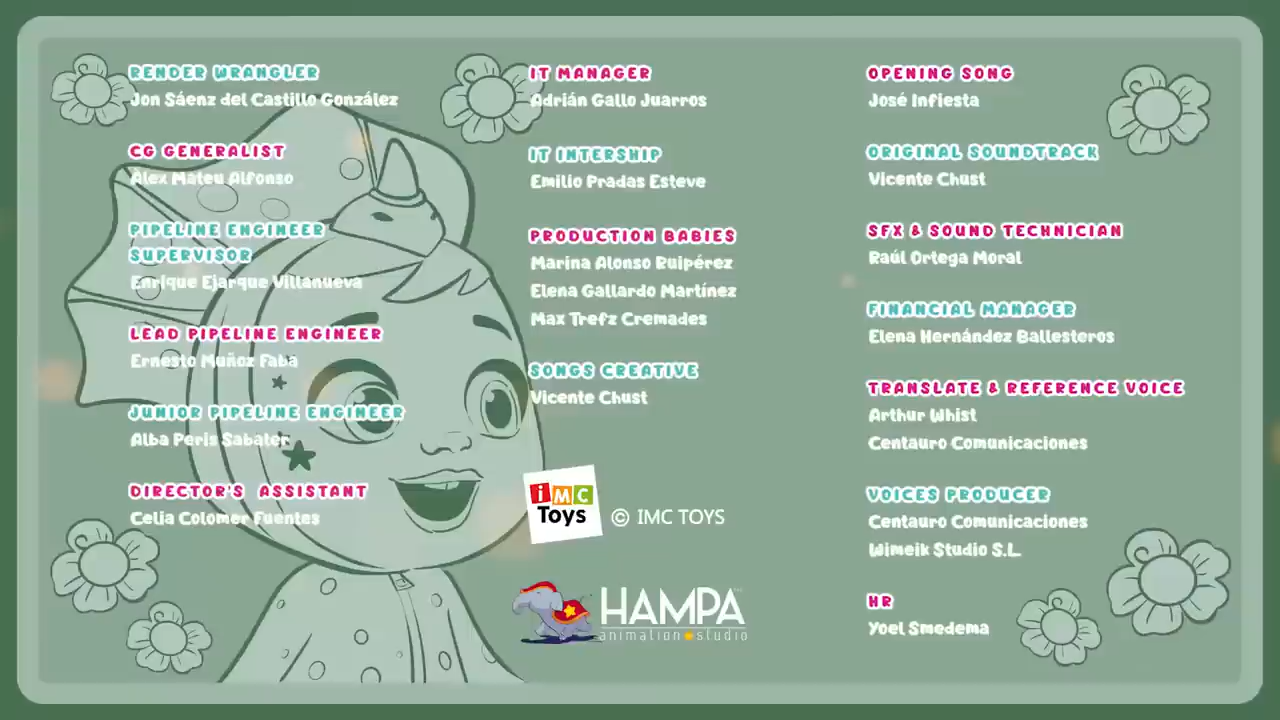 RENDER WRANGLER
Jon Sáenz del Castillo González
CG GENERALIST
Alex Mateu Alfonso
PIPELINE ENGINEER
SUPERVISOR
Enrique Ejarque Villanueva
LEAD PIPELINE ENGINEER
Ernesto Muñoz Faba
JUNIOR PIPELINE ENGINEER
Alba Peris Sabater
DIRECTOR'S ASSISTANT
Celia Colomer Fuentes
IT MANAGER
Adrián Gallo Juarros
IT INTERSHIP
Emilio Pradas Esteve
PRODUCTION BABIES
Marina Alonso Ruipérez
Elena Gallardo Martínez
Max Trefz Cremades
SONGS CREATIVE
Vicente Chust
iMC
Toys
© IMC TOYS
HAMPA
animation studio
OPENING SONG
José Infiesta
ORIGINAL SOUNDTRACK
Vicente Chust
SFX & SOUND TECHNICIAN
Raúl Ortega Moral
FINANCIAL MANAGER
Elena Hernández Ballesteros
TRANSLATE & REFERENCE VOICE
Arthur Whist
Centauro Comunicaciones
VOICES PRODUCER
Centauro Comunicaciones
Wimeik Studio S.L.
HR
Yoel Smedema